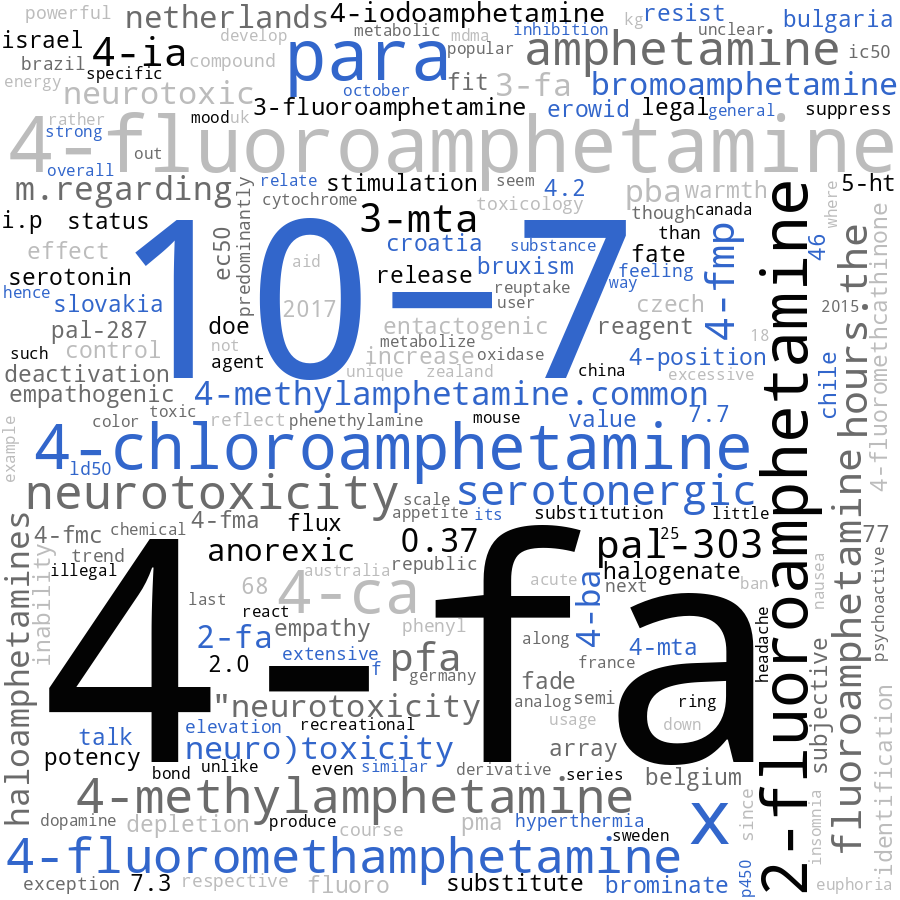 powerful
netherlands
4-iodoamphetamine
resist
bulgaria
israel
4-ia
develop
metabolic
mdma
inhibition
kg
unclear
brazil
specific
compound
para
popular
amphetamine
ic50
energy
neurotoxic
october
fit
3-fa
bromoamphetamine
rather
strong
mood
uk
3-fluoroamphetamine
erowid
legal
general
suppress
4-fluoroamphetamine
overall
out
m.regarding
predominantly
relate
cytochrome
stimulation
seem
4.2
pba
warmth
where
5-ht
i.p
status
3-mta
toxicology
though
canada
than
effect
ec50
aid
croatia
substance
fate
4-fmp
46
serotonin
release
bruxism
feeling
way
hence
slovakia
10−7
2017
reuptake
user
czech
2015
pal-287
doe
not
agent
entactogenic
metabolize
reagent
18
such
control
increase
oxidase
4-position
deactivation
unique
zealand
china
excessive
empathogenic
4-methylamphetamine.common
chile
color
toxic
reflect
phenethylamine
mouse
value
7.7
example
4-chloroamphetamine
ld50
neurotoxicity
scale
appetite
its
serotonergic
substitution
little
2-fluoroamphetamine
hours.the
4-fluoromethcathinone
haloamphetamines
inability
4-fmc
chemical
4-fma
flux
anorexic
0.37
pal-303
25
77
trend
illegal
australia
republic
halogenate
68
4-ca
acute
next
ban
nausea
psychoactive
last
react
4-fa
4-ba
2-fa
empathy
phenyl
along
4-mta
headache
2.0
extensive
f
pfa
germany
france
fade
subjective
"neurotoxicity
analog
semi
ring
usage
down
fluoroamphetamine
identification
talk
elevation
recreational
potency
neuro)toxicity
array
bond
unlike
even
similar
derivative
series
belgium
4-methylamphetamine
x
since
insomnia
dopamine
depletion
produce
course
pma
hyperthermia
sweden
4-fluoromethamphetamine
exception
7.3
respective
fluoro
substitute
brominate
p450
euphoria